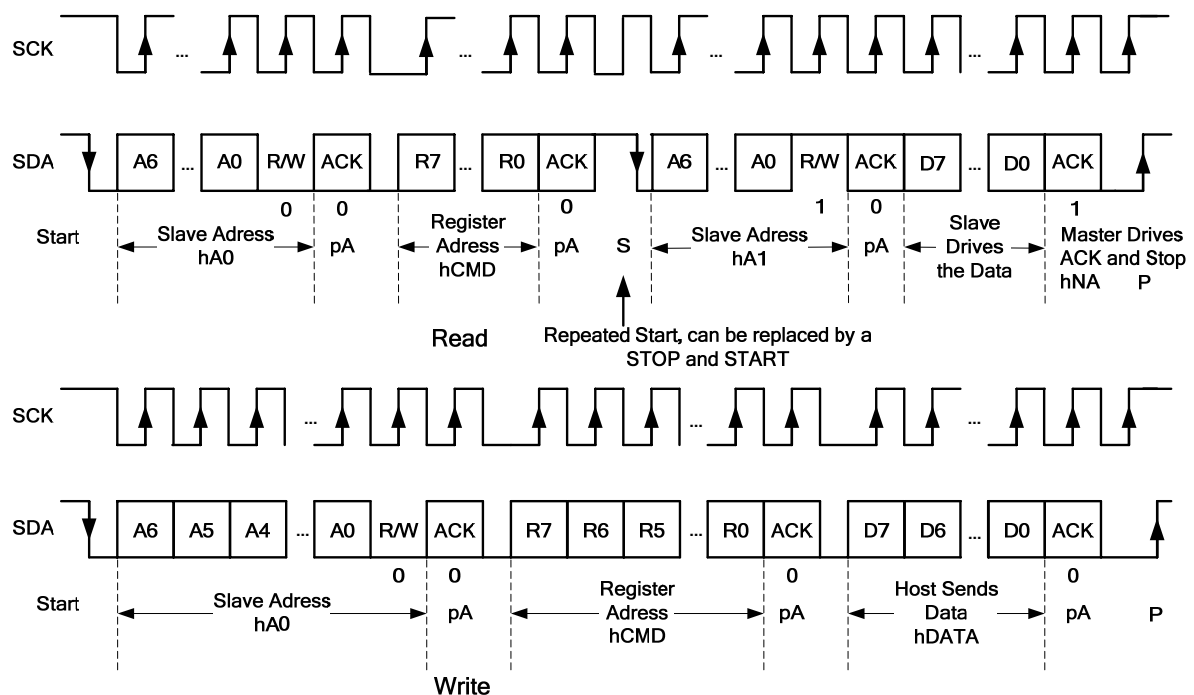 SCK ... ... ... ...
SDA A6 ... A0 R/W ACK R7 ... R0 ACK A6 ... A0 R/W ACK D7 ... D0 ACK
0 0 0 1 0 1
Start Slave Adress hA0 pA Register Adress hCMD pA S Slave Adress hA1 pA Slave Drives the Data Master Drives ACK and Stop hNA P
Read
Repeated Start, can be replaced by a
STOP and START
SCK ... ... ...
SDA A6 A5 A4 ... A0 R/W ACK R7 R6 R5 ... R0 ACK D7 D6 ... D0 ACK
0 0 0 0
Start Slave Adress hA0 pA Register Adress hCMD pA Host Sends Data hDATA pA P
Write